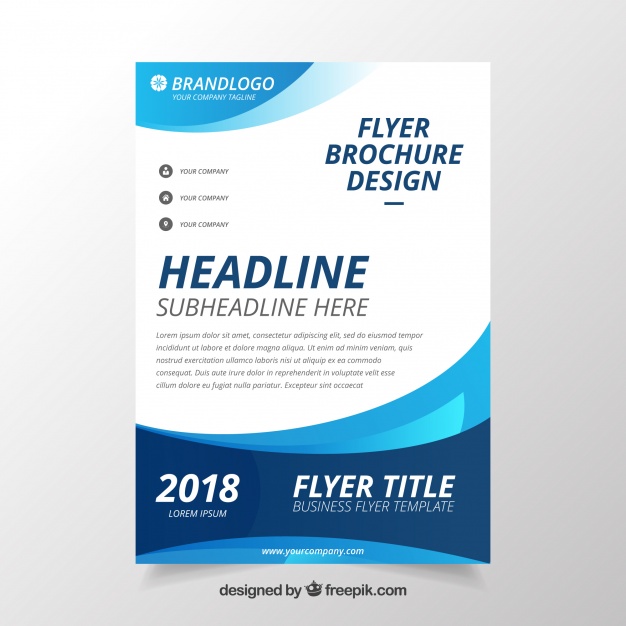 BRANDLOGO
YOUR COMPANY TAGLINE
FLYER
BROCHURE
DESIGN
YOUR COMPANY
YOUR COMPANY
YOUR COMPANY
HEADLINE
SUBHEADLINE HERE
Lorem ipsum dolor sit amet, consectetur adipiscing elit, sed
do eiusmod tempor incididunt ut labore et dolore magna
aliqua. Ut enim ad minim veniam, quis nostrud exercitation
ullamco laboris nisi ut aliquip ex ea commodo consequat.
Duis aute irure dolor in reprehenderit in voluptate velit esse
cillum dolore eu fugiat nulla pariatur.
2018
LOREM IPSUM
FLYER TITLE
BUSINESS FLYER TEMPLATE
www.yourcompany.com
designed by freepik.com